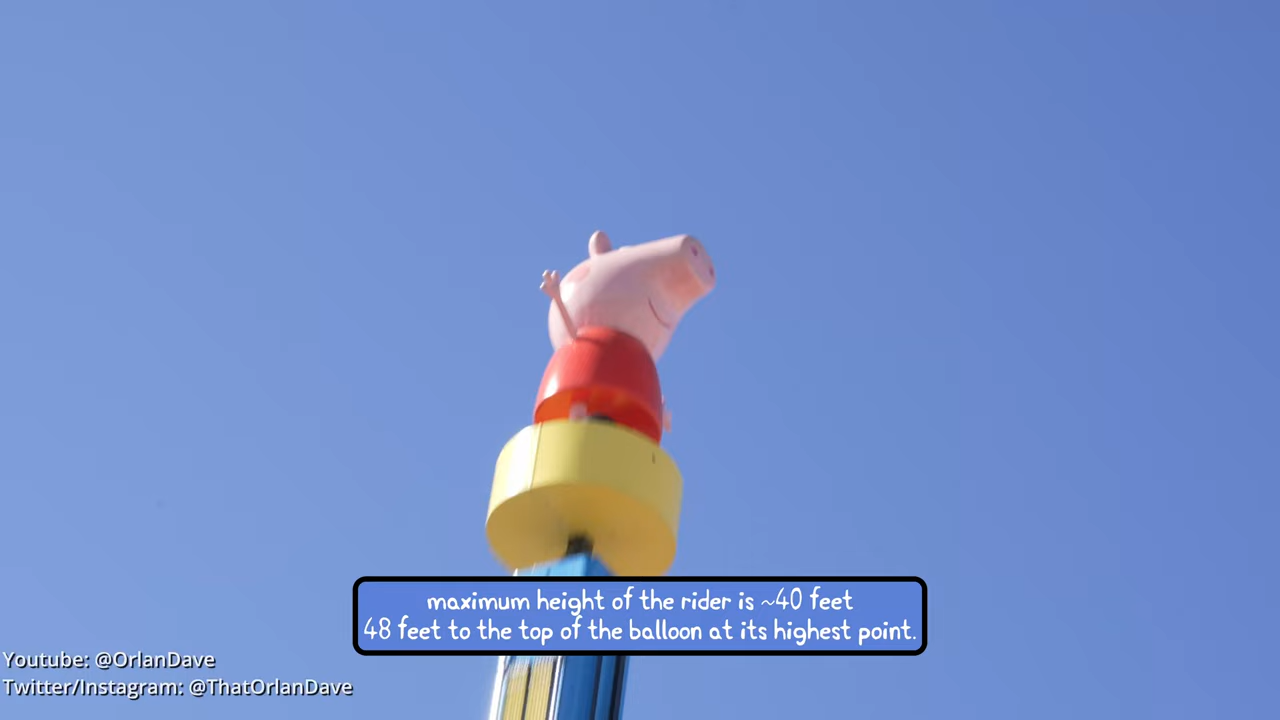 maximum height of the rider is ~40 feet
48 feet to the top of the balloon at its highest point.
Youtube: @OrlanDave
Twitter/Instagram: @ThatOrlanDave